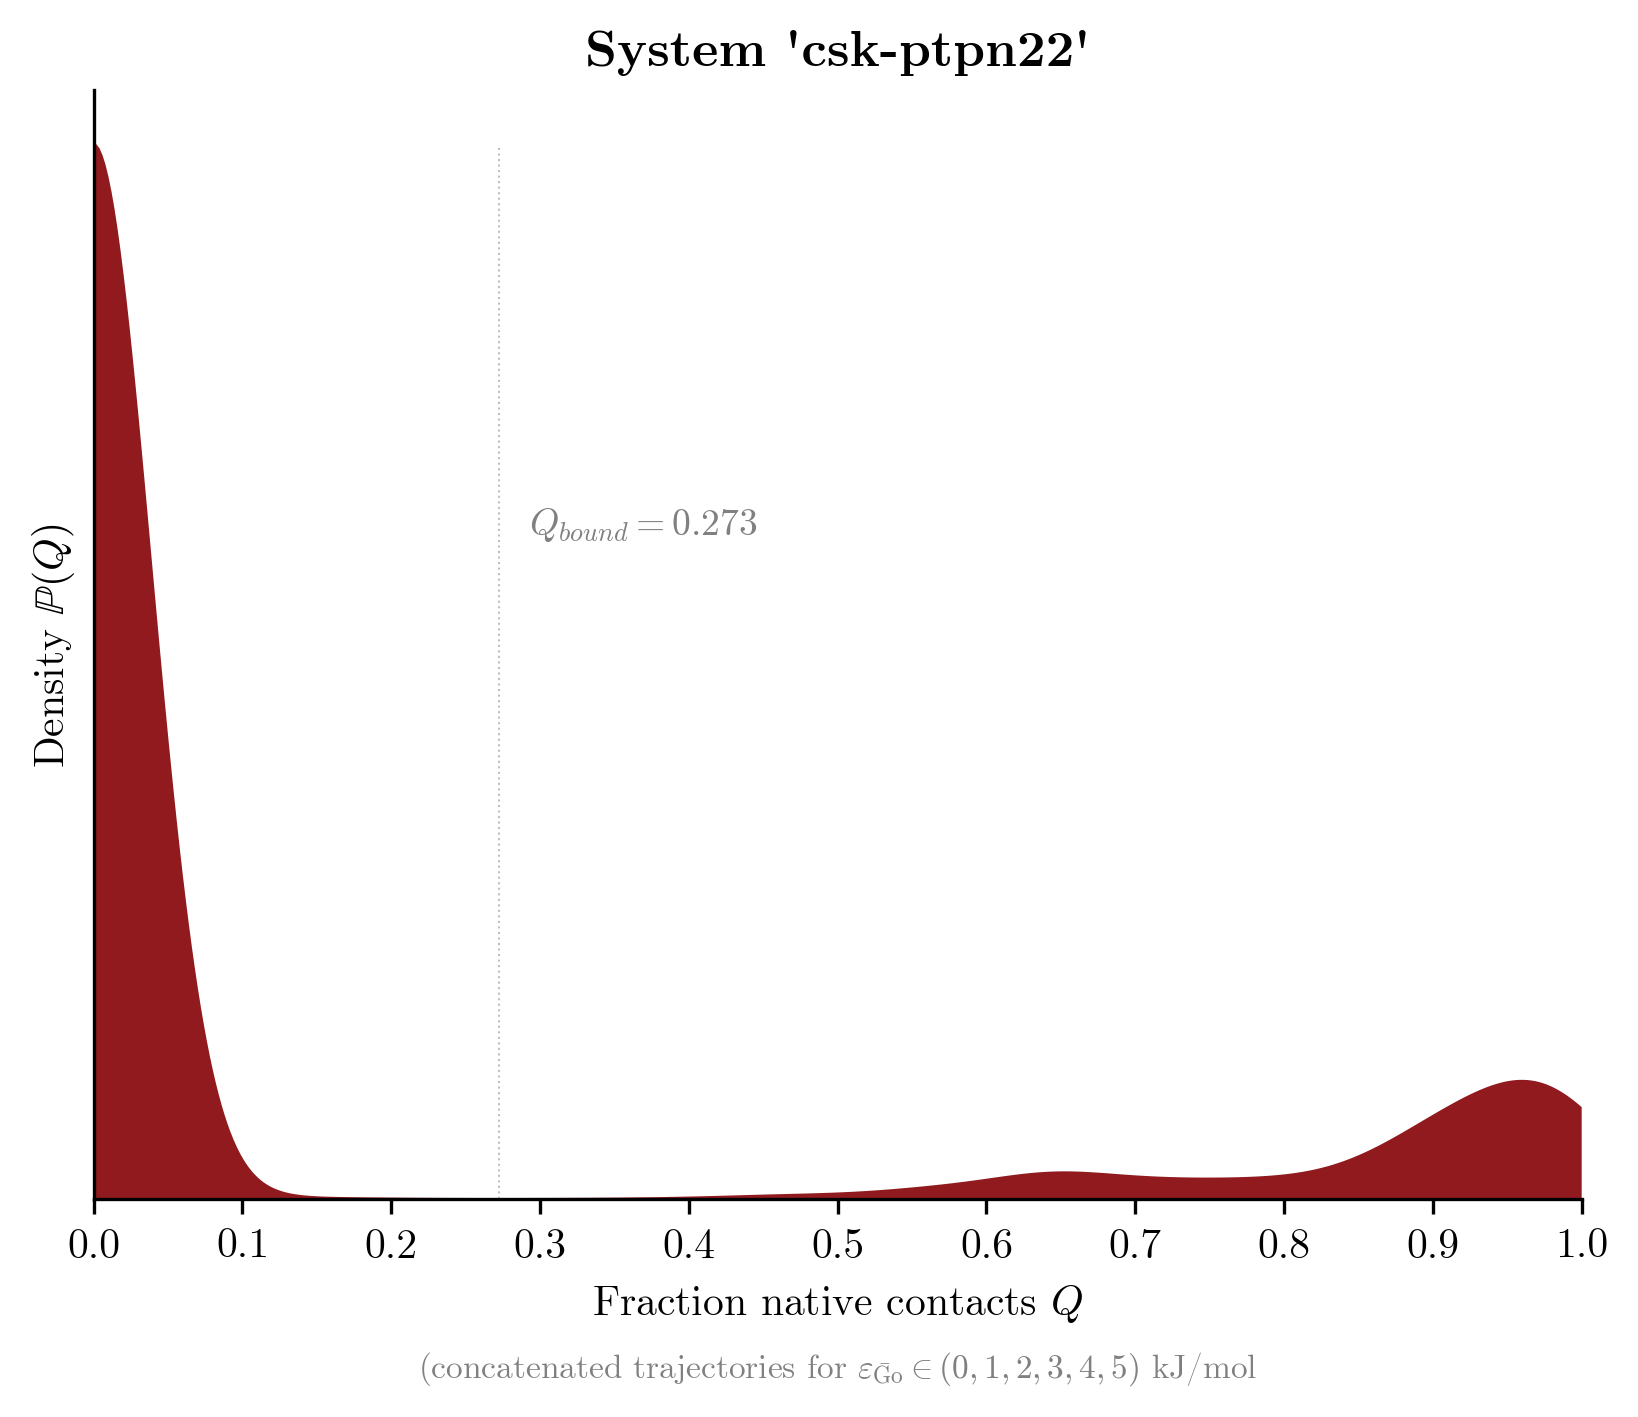 System 'csk-ptpn22'
Density ℙ(Q)
Q_bound = 0.273
0.0 0.1 0.2 0.3 0.4 0.5 0.6 0.7 0.8 0.9 1.0
Fraction native contacts Q
(concatenated trajectories for ε_Ḡo ∈ (0, 1, 2, 3, 4, 5) kJ/mol